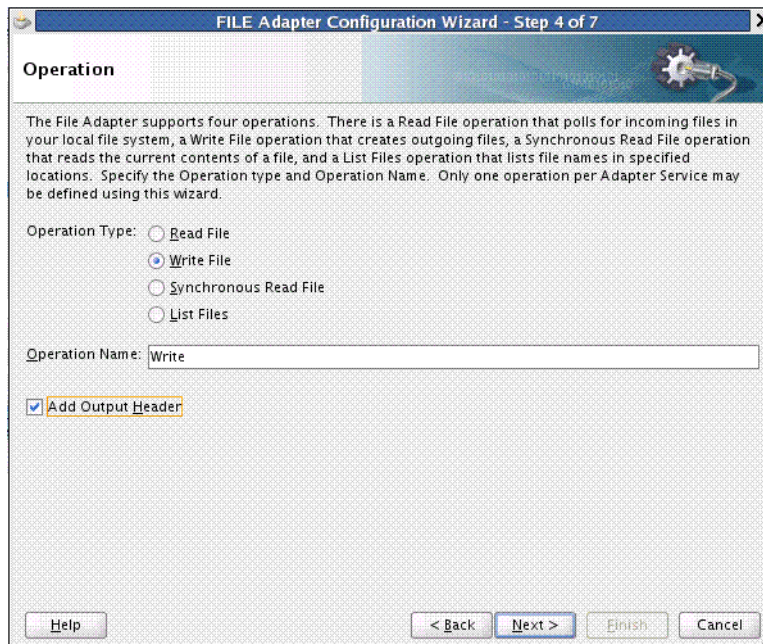 FILE Adapter Configuration Wizard - Step 4 of 7
Operation
The File Adapter supports four operations. There is a Read File operation that polls for incoming files in
your local file system, a Write File operation that creates outgoing files, a Synchronous Read File operation
that reads the current contents of a file, and a List Files operation that lists file names in specified
locations. Specify the Operation type and Operation Name. Only one operation per Adapter Service may
be defined using this wizard.
Operation Type:
Read File
Write File
Synchronous Read File
List Files
Operation Name: Write
Add Output Header
Help
< Back
Next >
Finish
Cancel